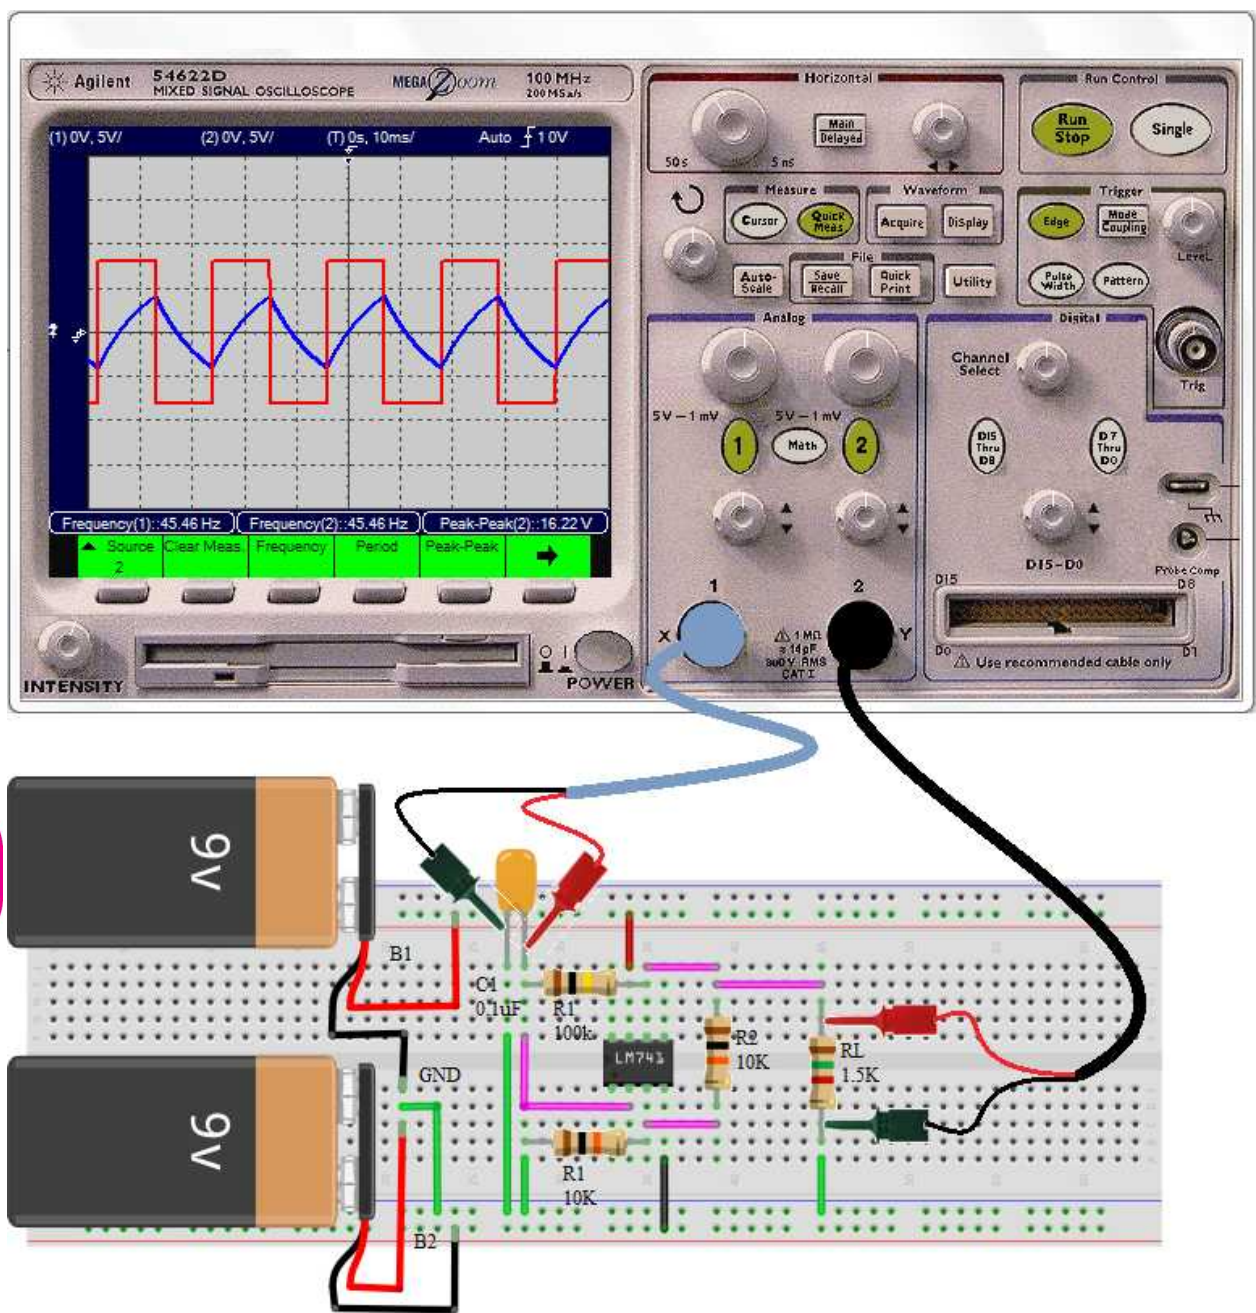 Agilent
54622D
MIXED SIGNAL OSCILLOSCOPE
MEGA Zoom
100 MHz
200 MSa/s
(1) 0V, 5V/ (2) 0V, 5V/ (T) 0s, 10ms/ Auto 1 0V
Frequency(1)::45.46 Hz Frequency(2)::45.46 Hz Peak-Peak(2)::16.22 V
Source Clear Meas. Frequency Period Peak-Peak
2
INTENSITY
POWER
Horizontal
Main
Delayed
50 s
5 ns
Run Control
Run
Stop
Single
Measure
Cursor
Quick
Meas
Waveform
Acquire
Display
Trigger
Edge
Mode
Coupling
Level
File
Auto-
Scale
Save
Recall
Quick
Print
Utility
Pulse
Width
Pattern
Analog
Digital
Channel
Select
Trig
5V – 1 mV
5V – 1 mV
1
Math
2
D15
Thru
D8
D7
Thru
D0
D15-D0
Probe Comp
1
2
X
Y
1 MΩ
≈ 14pF
300 V RMS
CAT I
D15
D8
D0
D1
Use recommended cable only
9v
9v
B1
C1
0.1uF
R1
100k
LM741
R2
10K
RL
1.5K
GND
R1
10K
B2